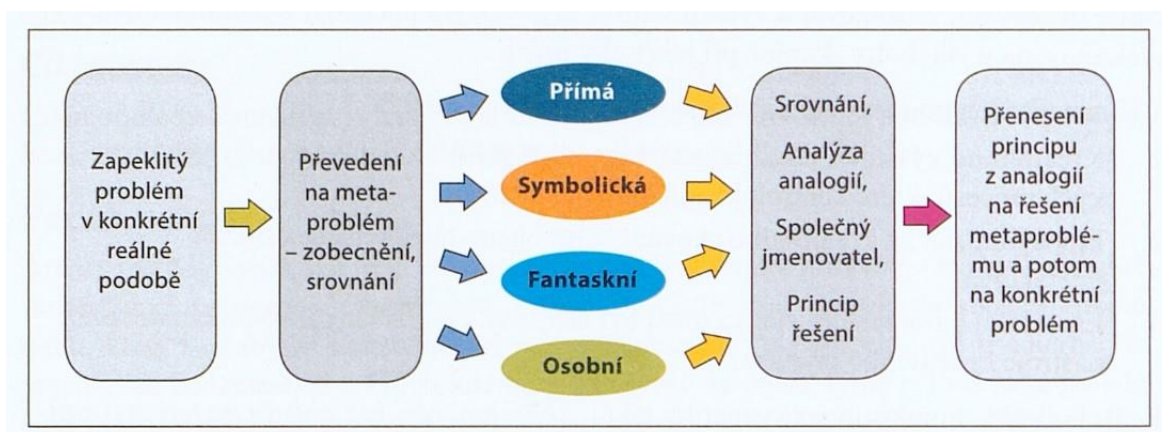 Zapeklitý
problém
v konkrétní
reálné
podobě
Převedení
na meta-
problém
– zobecnění,
srovnání
Přímá
Symbolická
Fantaskní
Osobní
Srovnání,
Analýza
analogií,
Společný
jmenovatel,
Princip
řešení
Přenesení
principu
z analogií
na řešení
metaproblé-
mu a potom
na konkrétní
problém